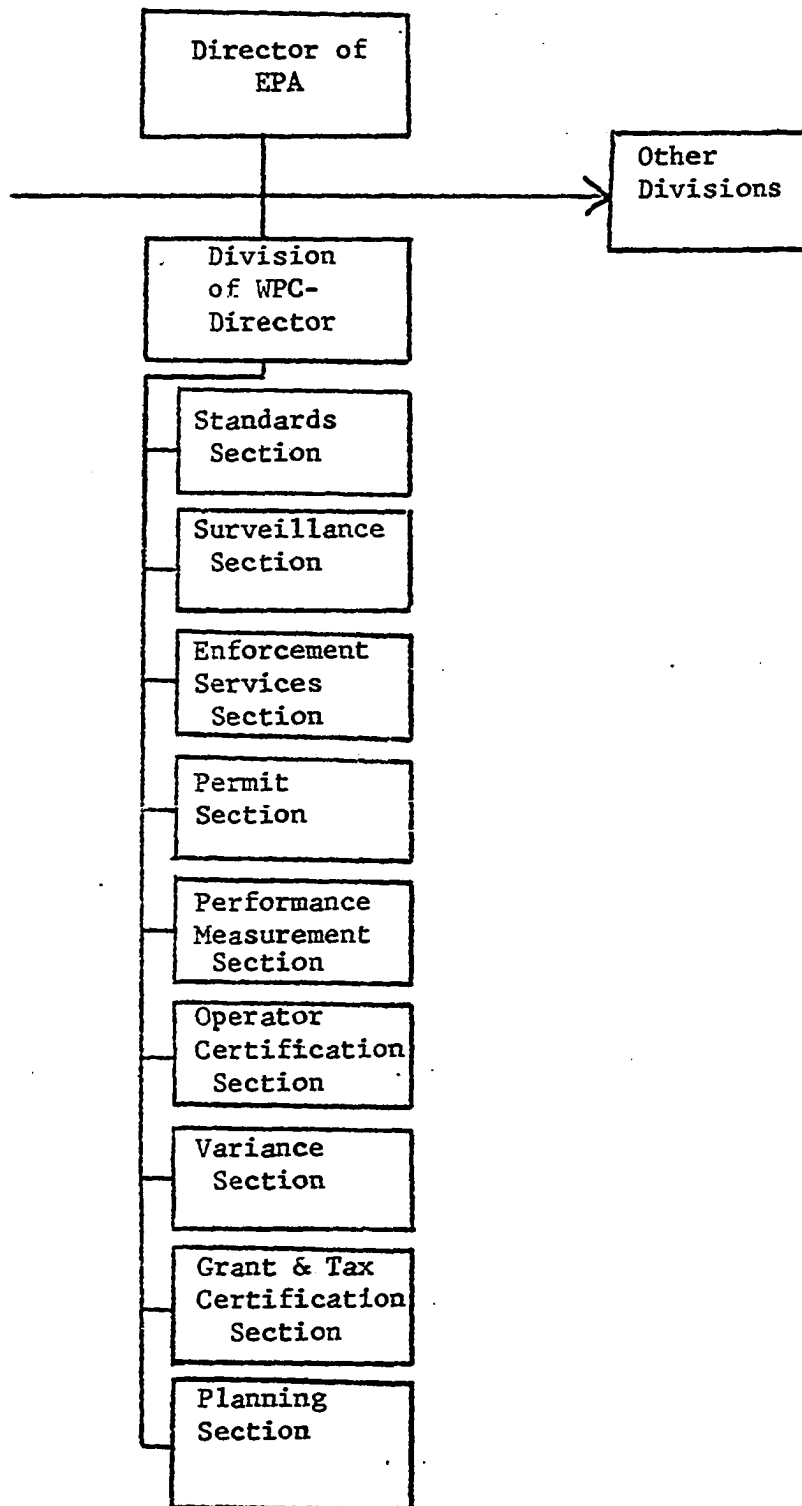 Director of
EPA
Other
Divisions
Division
of WPC-
Director
Standards
Section
Surveillance
Section
Enforcement
Services
Section
Permit
Section
Performance
Measurement
Section
Operator
Certification
Section
Variance
Section
Grant & Tax
Certification
Section
Planning
Section